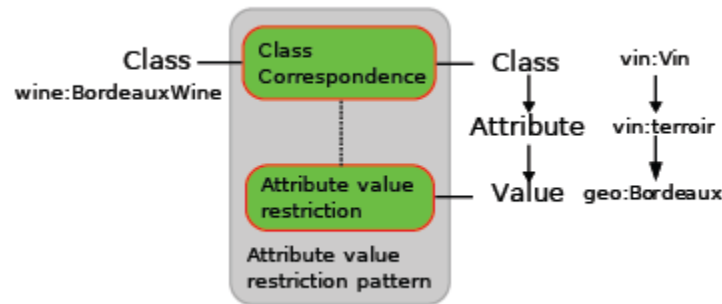 Class
wine:BordeauxWine
Class
Correspondence
Attribute value
restriction
Attribute value
restriction pattern
Class
Attribute
Value
vin:Vin
vin:terroir
geo:Bordeaux